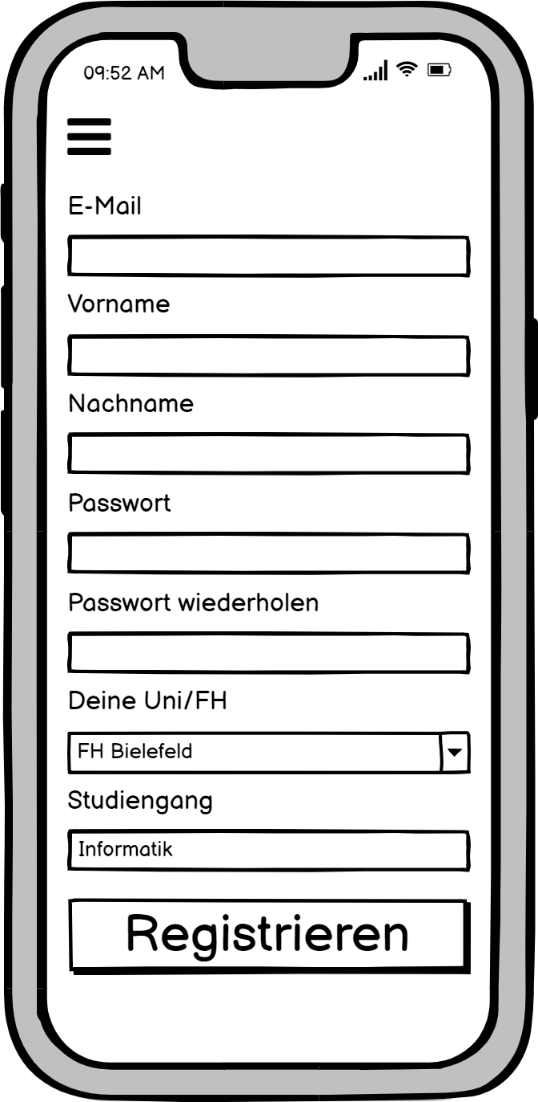 09:52 AM
E-Mail
Vorname
Nachname
Passwort
Passwort wiederholen
Deine Uni/FH
FH Bielefeld
Studiengang
Informatik
Registrieren